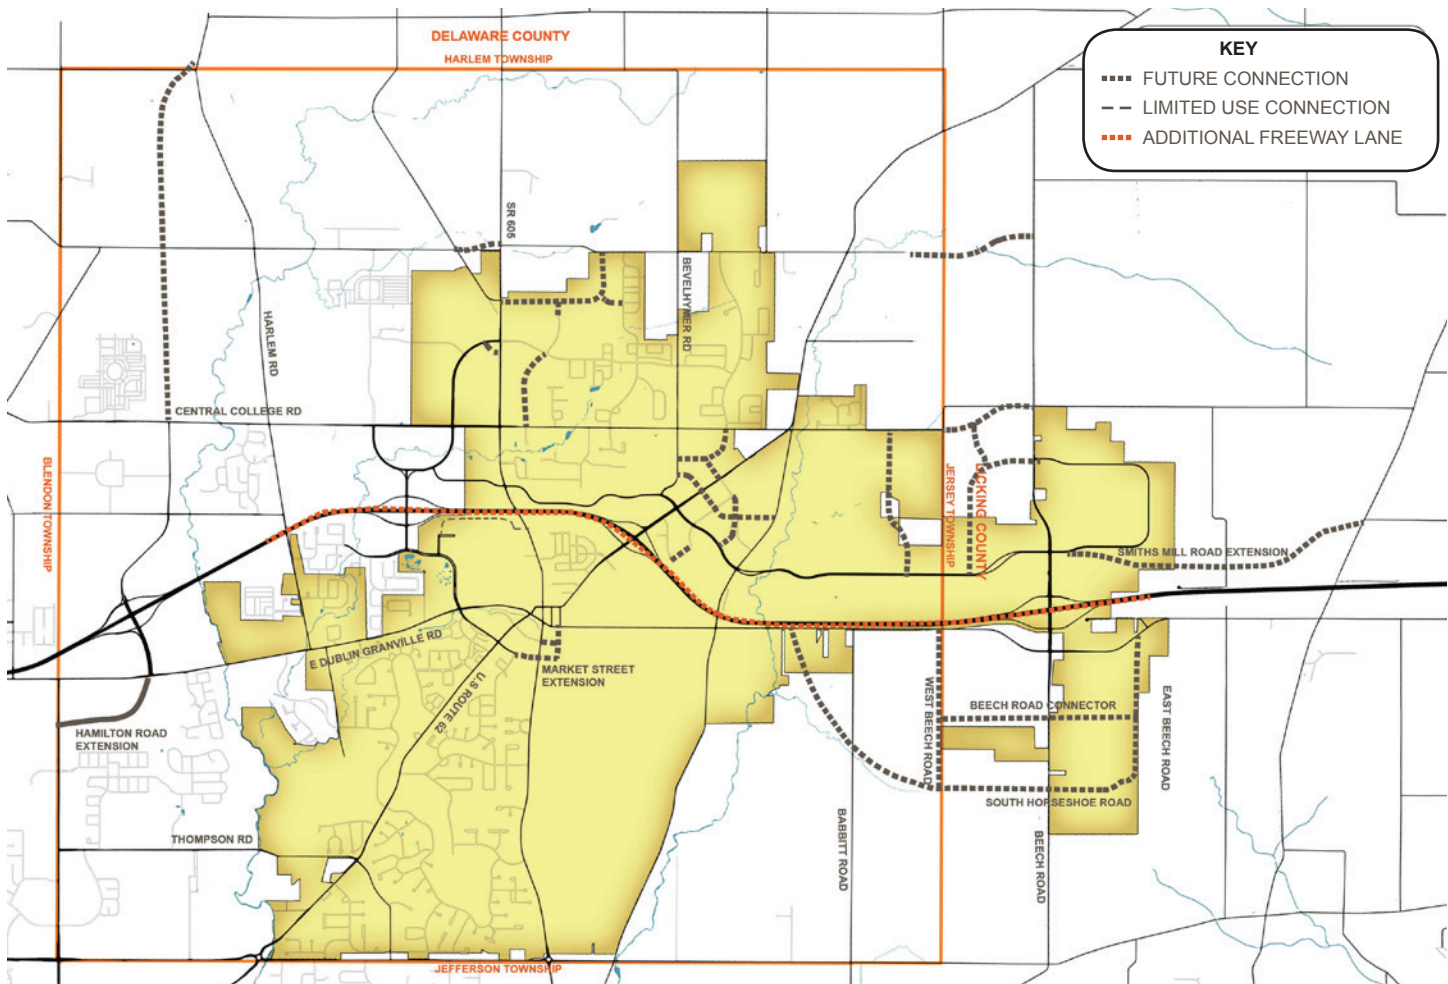 DELAWARE COUNTY
HARLEM TOWNSHIP
KEY
FUTURE CONNECTION
LIMITED USE CONNECTION
ADDITIONAL FREEWAY LANE
SR 605
BEVELHYMER RD
HARLEM RD
CENTRAL COLLEGE RD
BLENDON TOWNSHIP
JERSEY TOWNSHIP
LICKING COUNTY
SMITHS MILL ROAD EXTENSION
E DUBLIN GRANVILLE RD
MARKET STREET
EXTENSION
U.S ROUTE 62
WEST BEECH ROAD
BEECH ROAD CONNECTOR
EAST BEECH ROAD
HAMILTON ROAD
EXTENSION
SOUTH HORSESHOE ROAD
THOMPSON RD
BABBITT ROAD
BEECH ROAD
JEFFERSON TOWNSHIP